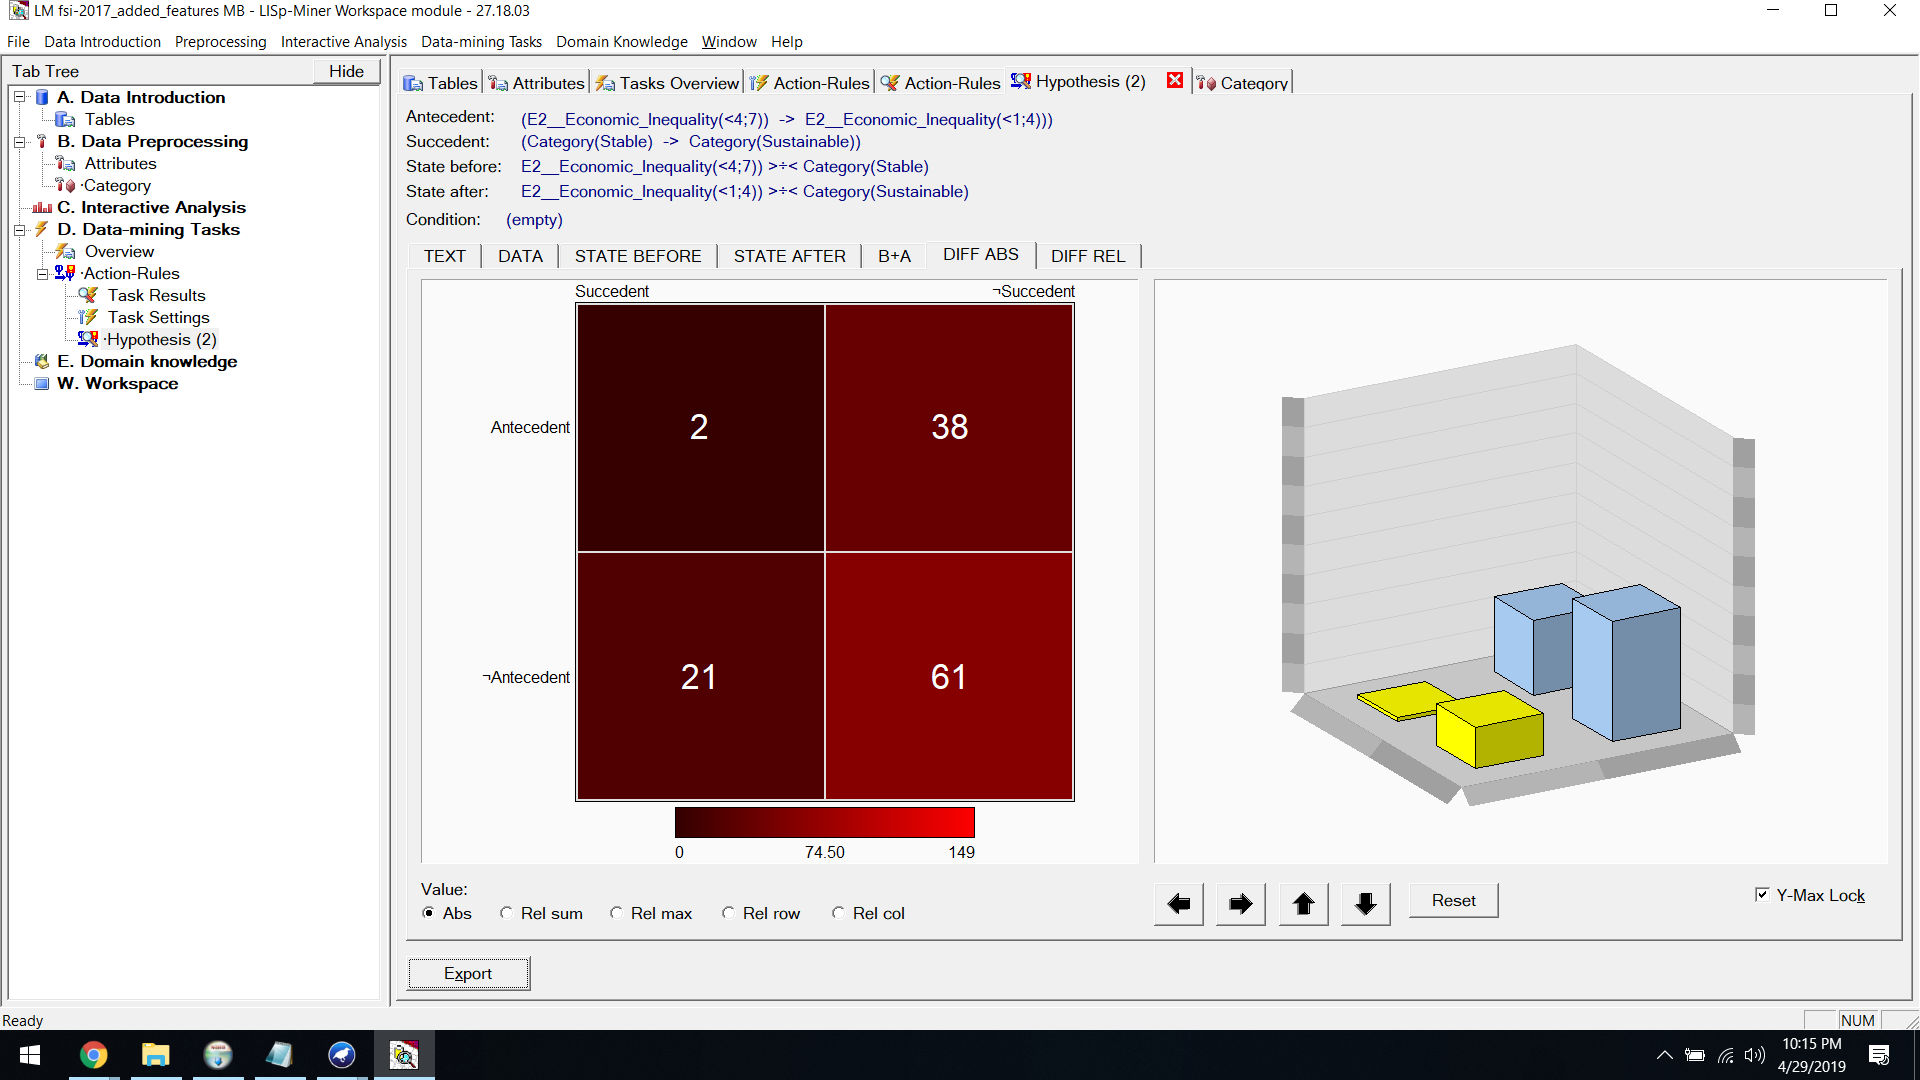 LM fsi-2017_added_features MB - LISp-Miner Workspace module - 27.18.03
File Data Introduction Preprocessing Interactive Analysis Data-mining Tasks Domain Knowledge Window Help
Tab Tree Hide
A. Data Introduction
Tables
B. Data Preprocessing
Attributes
·Category
C. Interactive Analysis
D. Data-mining Tasks
Overview
·Action-Rules
Task Results
Task Settings
·Hypothesis (2)
E. Domain knowledge
W. Workspace
Tables Attributes Tasks Overview Action-Rules Action-Rules Hypothesis (2) Category
Antecedent: (E2__Economic_Inequality(<4;7)) -> E2__Economic_Inequality(<1;4)))
Succedent: (Category(Stable) -> Category(Sustainable))
State before: E2__Economic_Inequality(<4;7)) >÷< Category(Stable)
State after: E2__Economic_Inequality(<1;4)) >÷< Category(Sustainable)
Condition: (empty)
TEXT DATA STATE BEFORE STATE AFTER B+A DIFF ABS DIFF REL
Succedent ¬Succedent
Antecedent 2 38
¬Antecedent 21 61
0 74.50 149
Value:
Abs Rel sum Rel max Rel row Rel col
Reset
Y-Max Lock
Export
Ready
NUM
10:15 PM
4/29/2019